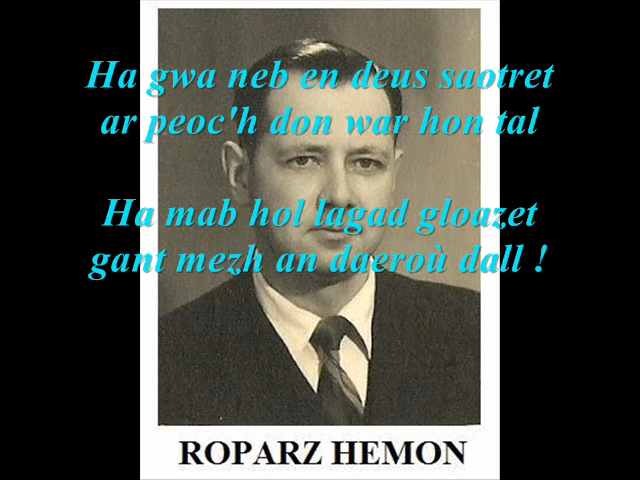 Ha gwa neb en deus saotret
ar peoc'h don war hon tal
Ha mab hol lagad gloazet
gant mezh an daeroù dall !
ROPARZ HEMON